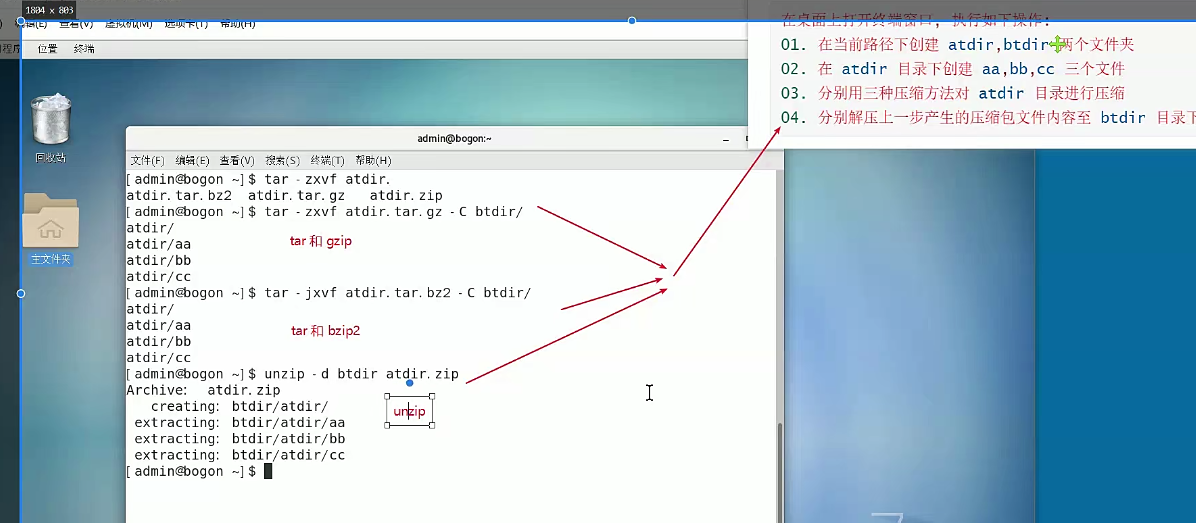 1804 x 803
编辑(E) 查看(V) 虚拟机(M) 选项卡(T) 帮助(H)
程序 位置 终端
在桌面上打开终端窗口, 执行如下操作:
01. 在当前路径下创建 atdir,btdir 两个文件夹
02. 在 atdir 目录下创建 aa,bb,cc 三个文件
03. 分别用三种压缩方法对 atdir 目录进行压缩
04. 分别解压上一步产生的压缩包文件内容至 btdir 目录下
回收站
主文件夹
admin@bogon:~
文件(F) 编辑(E) 查看(V) 搜索(S) 终端(T) 帮助(H)
[admin@bogon ~]$ tar -zxvf atdir.
atdir.tar.bz2 atdir.tar.gz atdir.zip
[admin@bogon ~]$ tar -zxvf atdir.tar.gz -C btdir/
atdir/
atdir/aa
tar 和 gzip
atdir/bb
atdir/cc
[admin@bogon ~]$ tar -jxvf atdir.tar.bz2 -C btdir/
atdir/
atdir/aa
tar 和 bzip2
atdir/bb
atdir/cc
[admin@bogon ~]$ unzip -d btdir atdir.zip
Archive: atdir.zip
creating: btdir/atdir/
unzip
extracting: btdir/atdir/aa
extracting: btdir/atdir/bb
extracting: btdir/atdir/cc
[admin@bogon ~]$